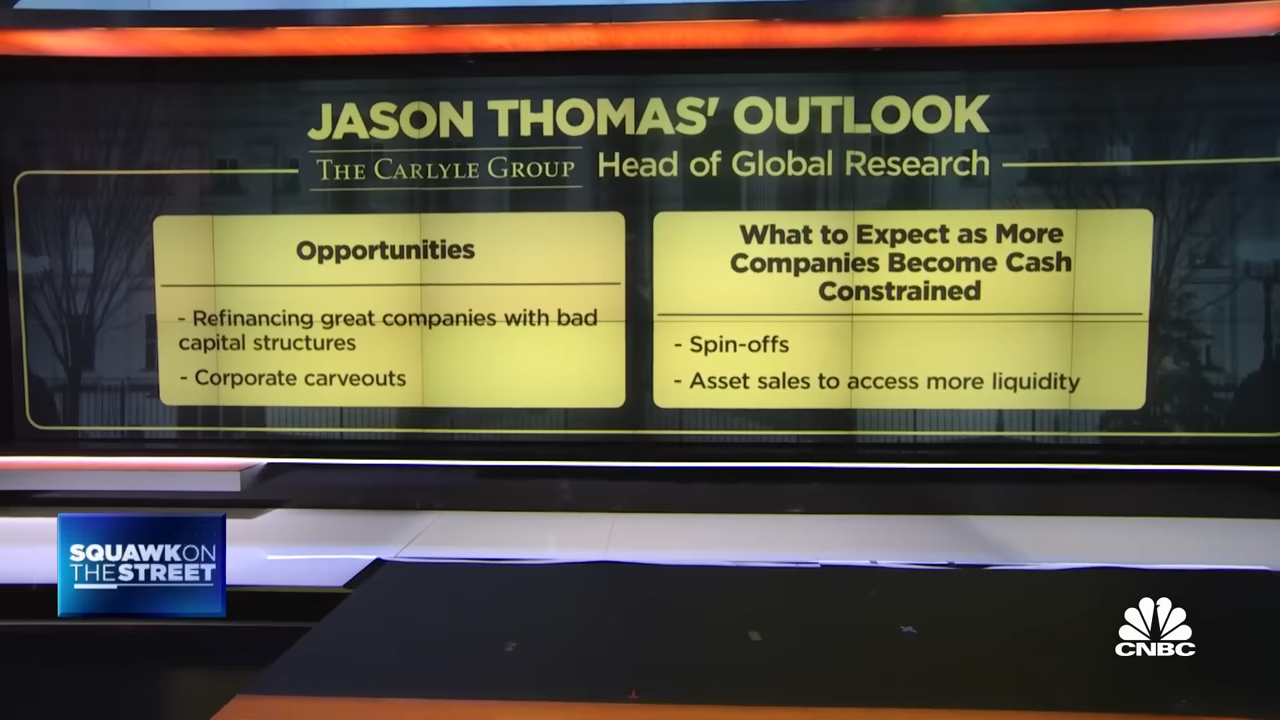 JASON THOMAS' OUTLOOK
THE CARLYLE GROUP Head of Global Research
Opportunities
- Refinancing great companies with bad
capital structures
- Corporate carveouts
What to Expect as More
Companies Become Cash
Constrained
- Spin-offs
- Asset sales to access more liquidity
SQUAWK ON
THE STREET
CNBC